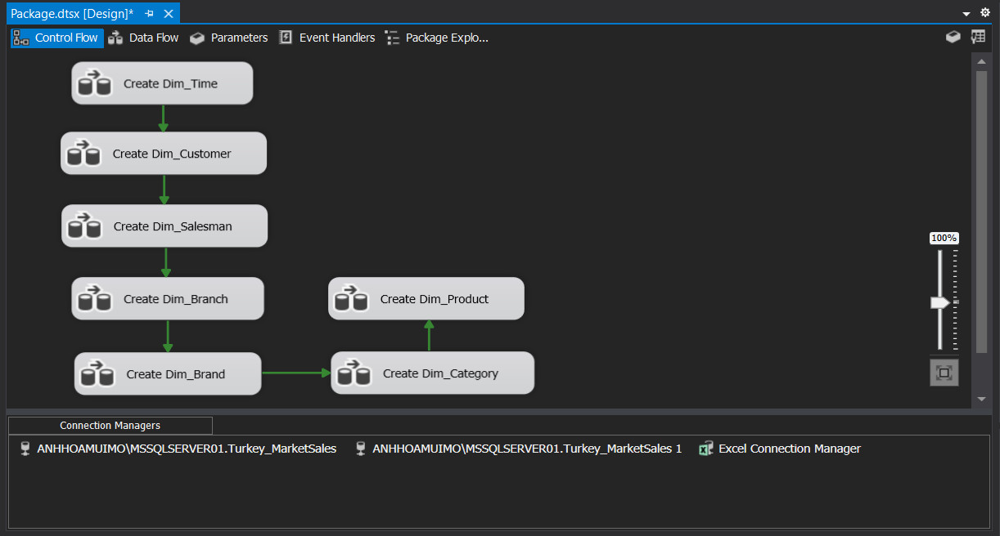 Package.dtsx [Design]*
Control Flow Data Flow Parameters Event Handlers Package Explo...
Create Dim_Time
Create Dim_Customer
Create Dim_Salesman
100%
Create Dim_Branch Create Dim_Product
Create Dim_Brand Create Dim_Category
Connection Managers
ANHHOAMUIMO\MSSQLSERVER01.Turkey_MarketSales ANHHOAMUIMO\MSSQLSERVER01.Turkey_MarketSales 1 Excel Connection Manager